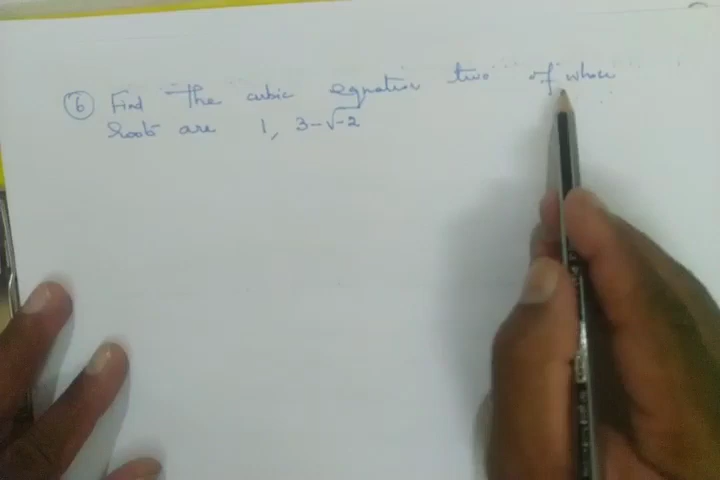 ⑥ Find The cubic equation two of whose
Roots are 1, 3-√-2